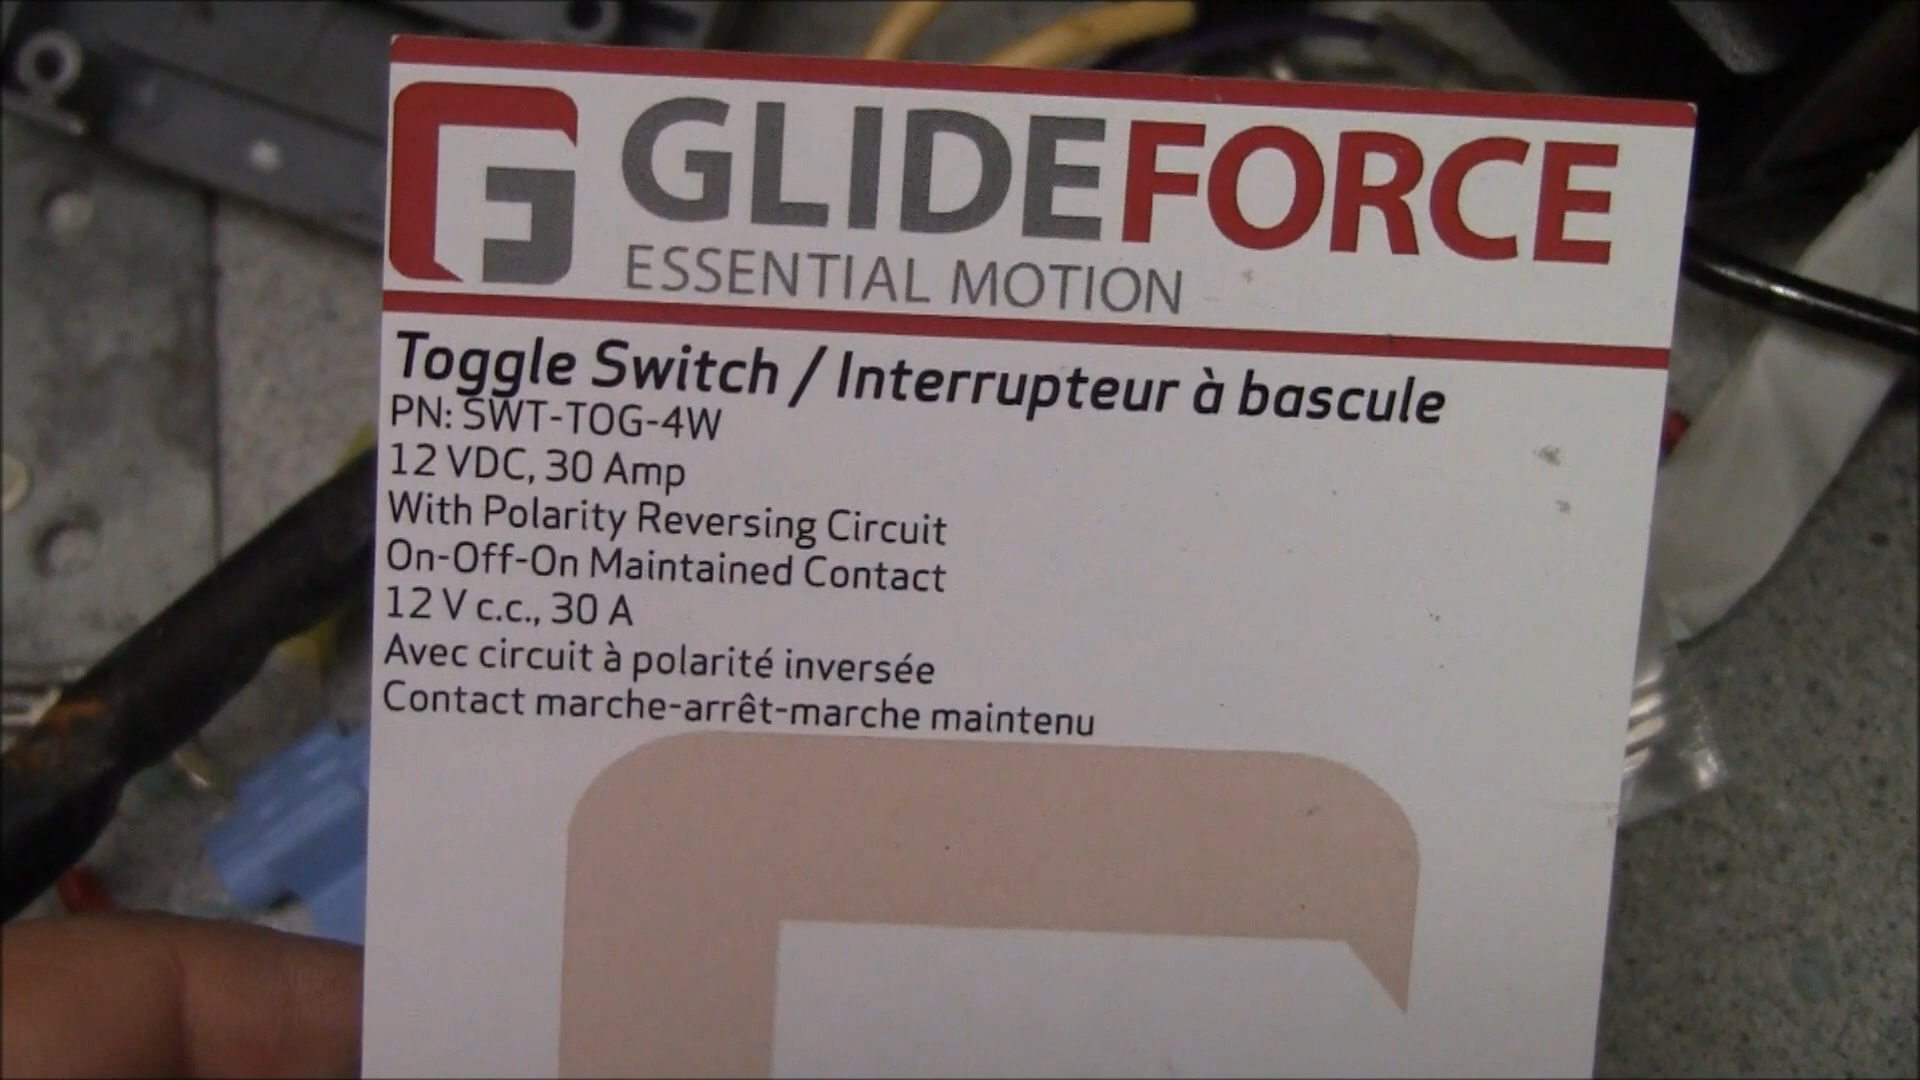 GLIDEFORCE
ESSENTIAL MOTION
Toggle Switch / Interrupteur à bascule
PN: SWT-TOG-4W
12 VDC, 30 Amp
With Polarity Reversing Circuit
On-Off-On Maintained Contact
12 V c.c., 30 A
Avec circuit à polarité inversée
Contact marche-arrêt-marche maintenu